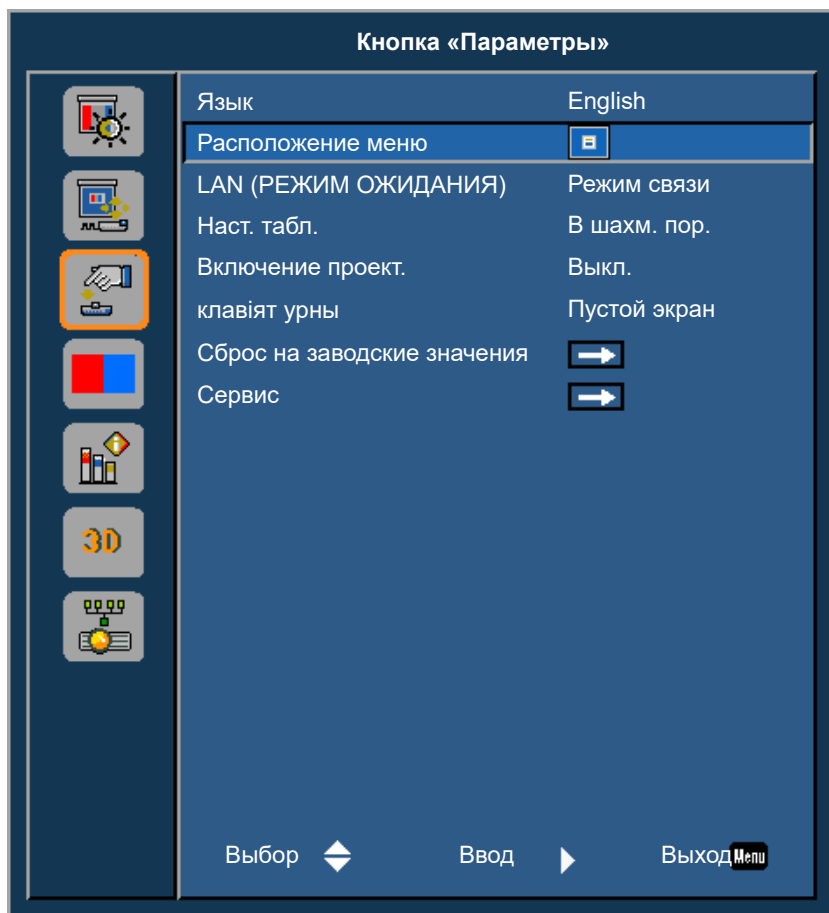 Кнопка «Параметры»
Язык English
Расположение меню
LAN (РЕЖИМ ОЖИДАНИЯ) Режим связи
Наст. табл. В шахм. пор.
Включение проект. Выкл.
клавіят урны Пустой экран
Сброс на заводские значения
Сервис
3D
Выбор Ввод Выход Menu